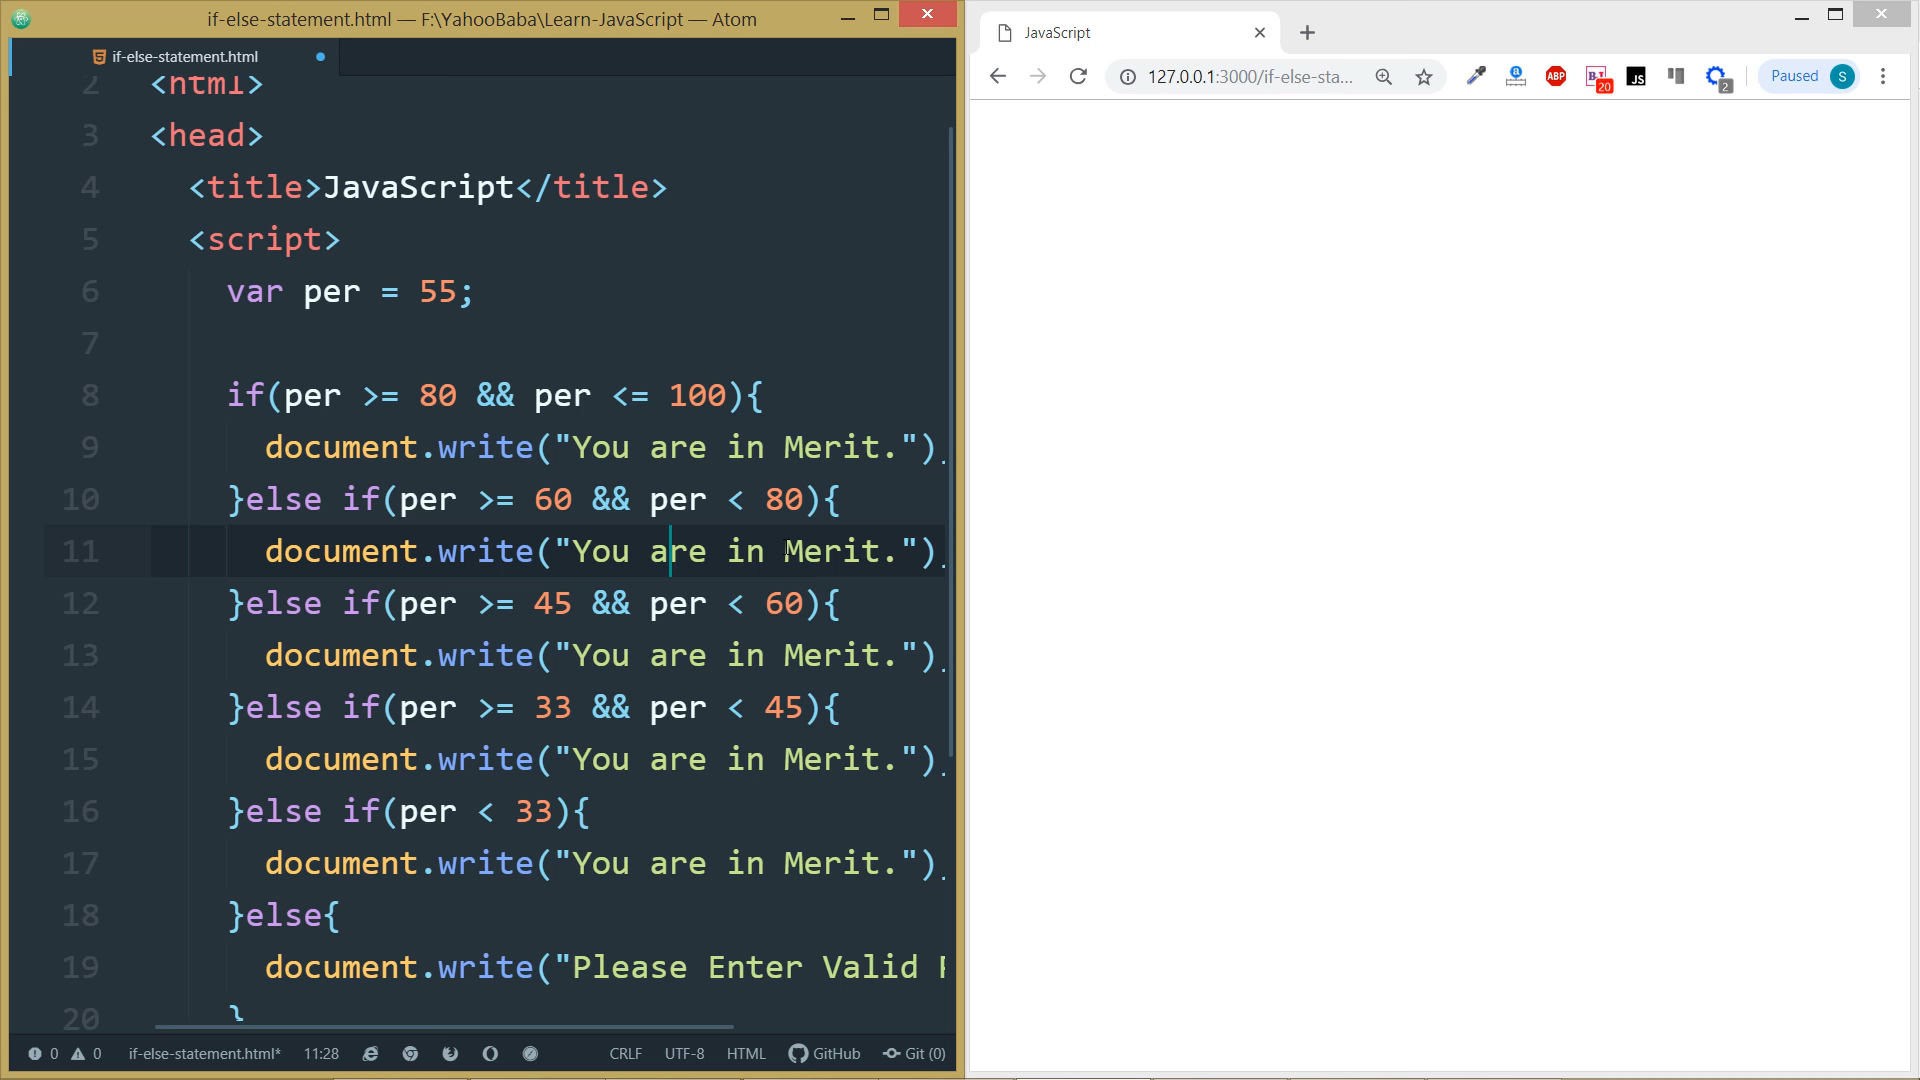 if-else-statement.html — F:\YahooBaba\Learn-JavaScript — Atom
if-else-statement.html
2 <html>
3 <head>
4 <title>JavaScript</title>
5 <script>
6 var per = 55;
7
8 if(per >= 80 && per <= 100){
9 document.write("You are in Merit.")
10 }else if(per >= 60 && per < 80){
11 document.write("You are in Merit.")
12 }else if(per >= 45 && per < 60){
13 document.write("You are in Merit.")
14 }else if(per >= 33 && per < 45){
15 document.write("You are in Merit.")
16 }else if(per < 33){
17 document.write("You are in Merit.")
18 }else{
19 document.write("Please Enter Valid
20 }
0 0 if-else-statement.html* 11:28 CRLF UTF-8 HTML GitHub Git (0)
JavaScript
127.0.0.1:3000/if-else-sta... a ABP 20 JS 2 Paused S